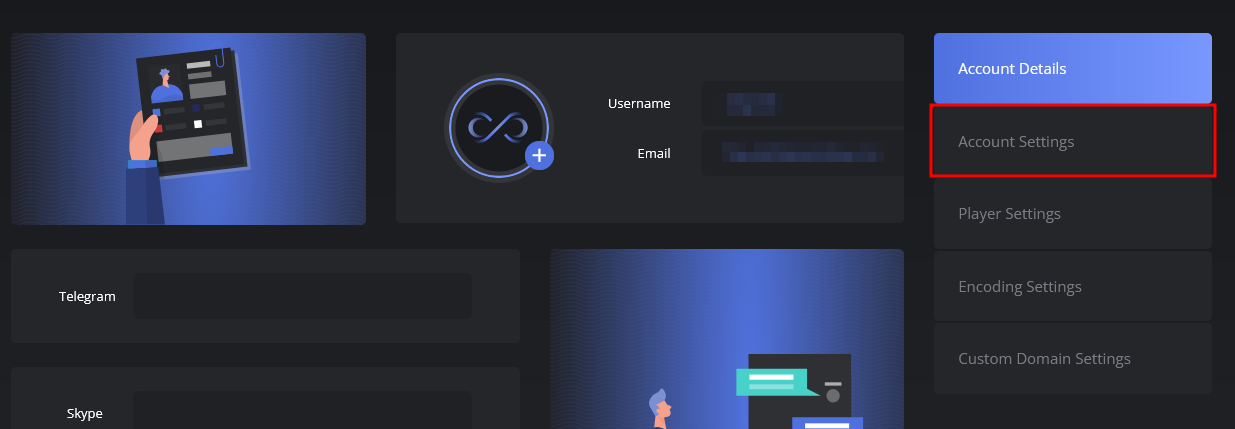 Username
Email
Telegram
Skype
Account Details
Account Settings
Player Settings
Encoding Settings
Custom Domain Settings